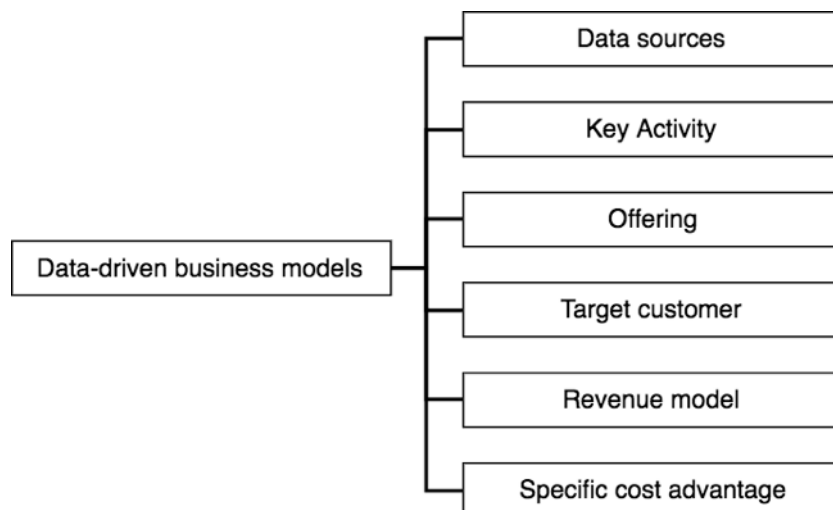 Data sources
Key Activity
Offering
Data-driven business models
Target customer
Revenue model
Specific cost advantage